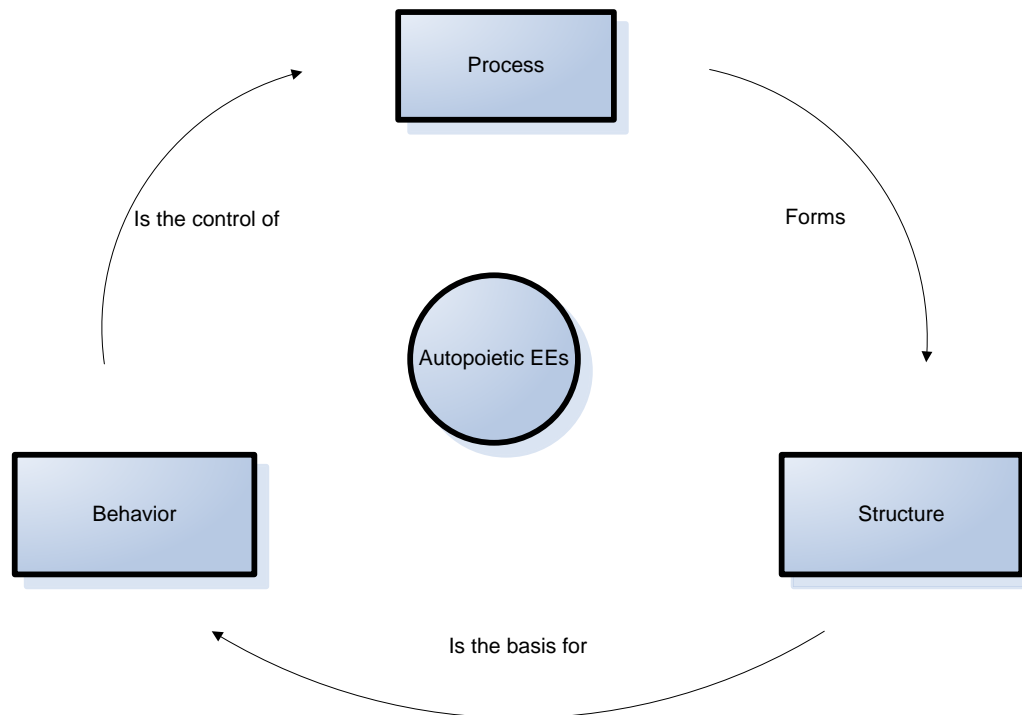 Process
Is the control of
Forms
Autopoietic EEs
Behavior
Structure
Is the basis for